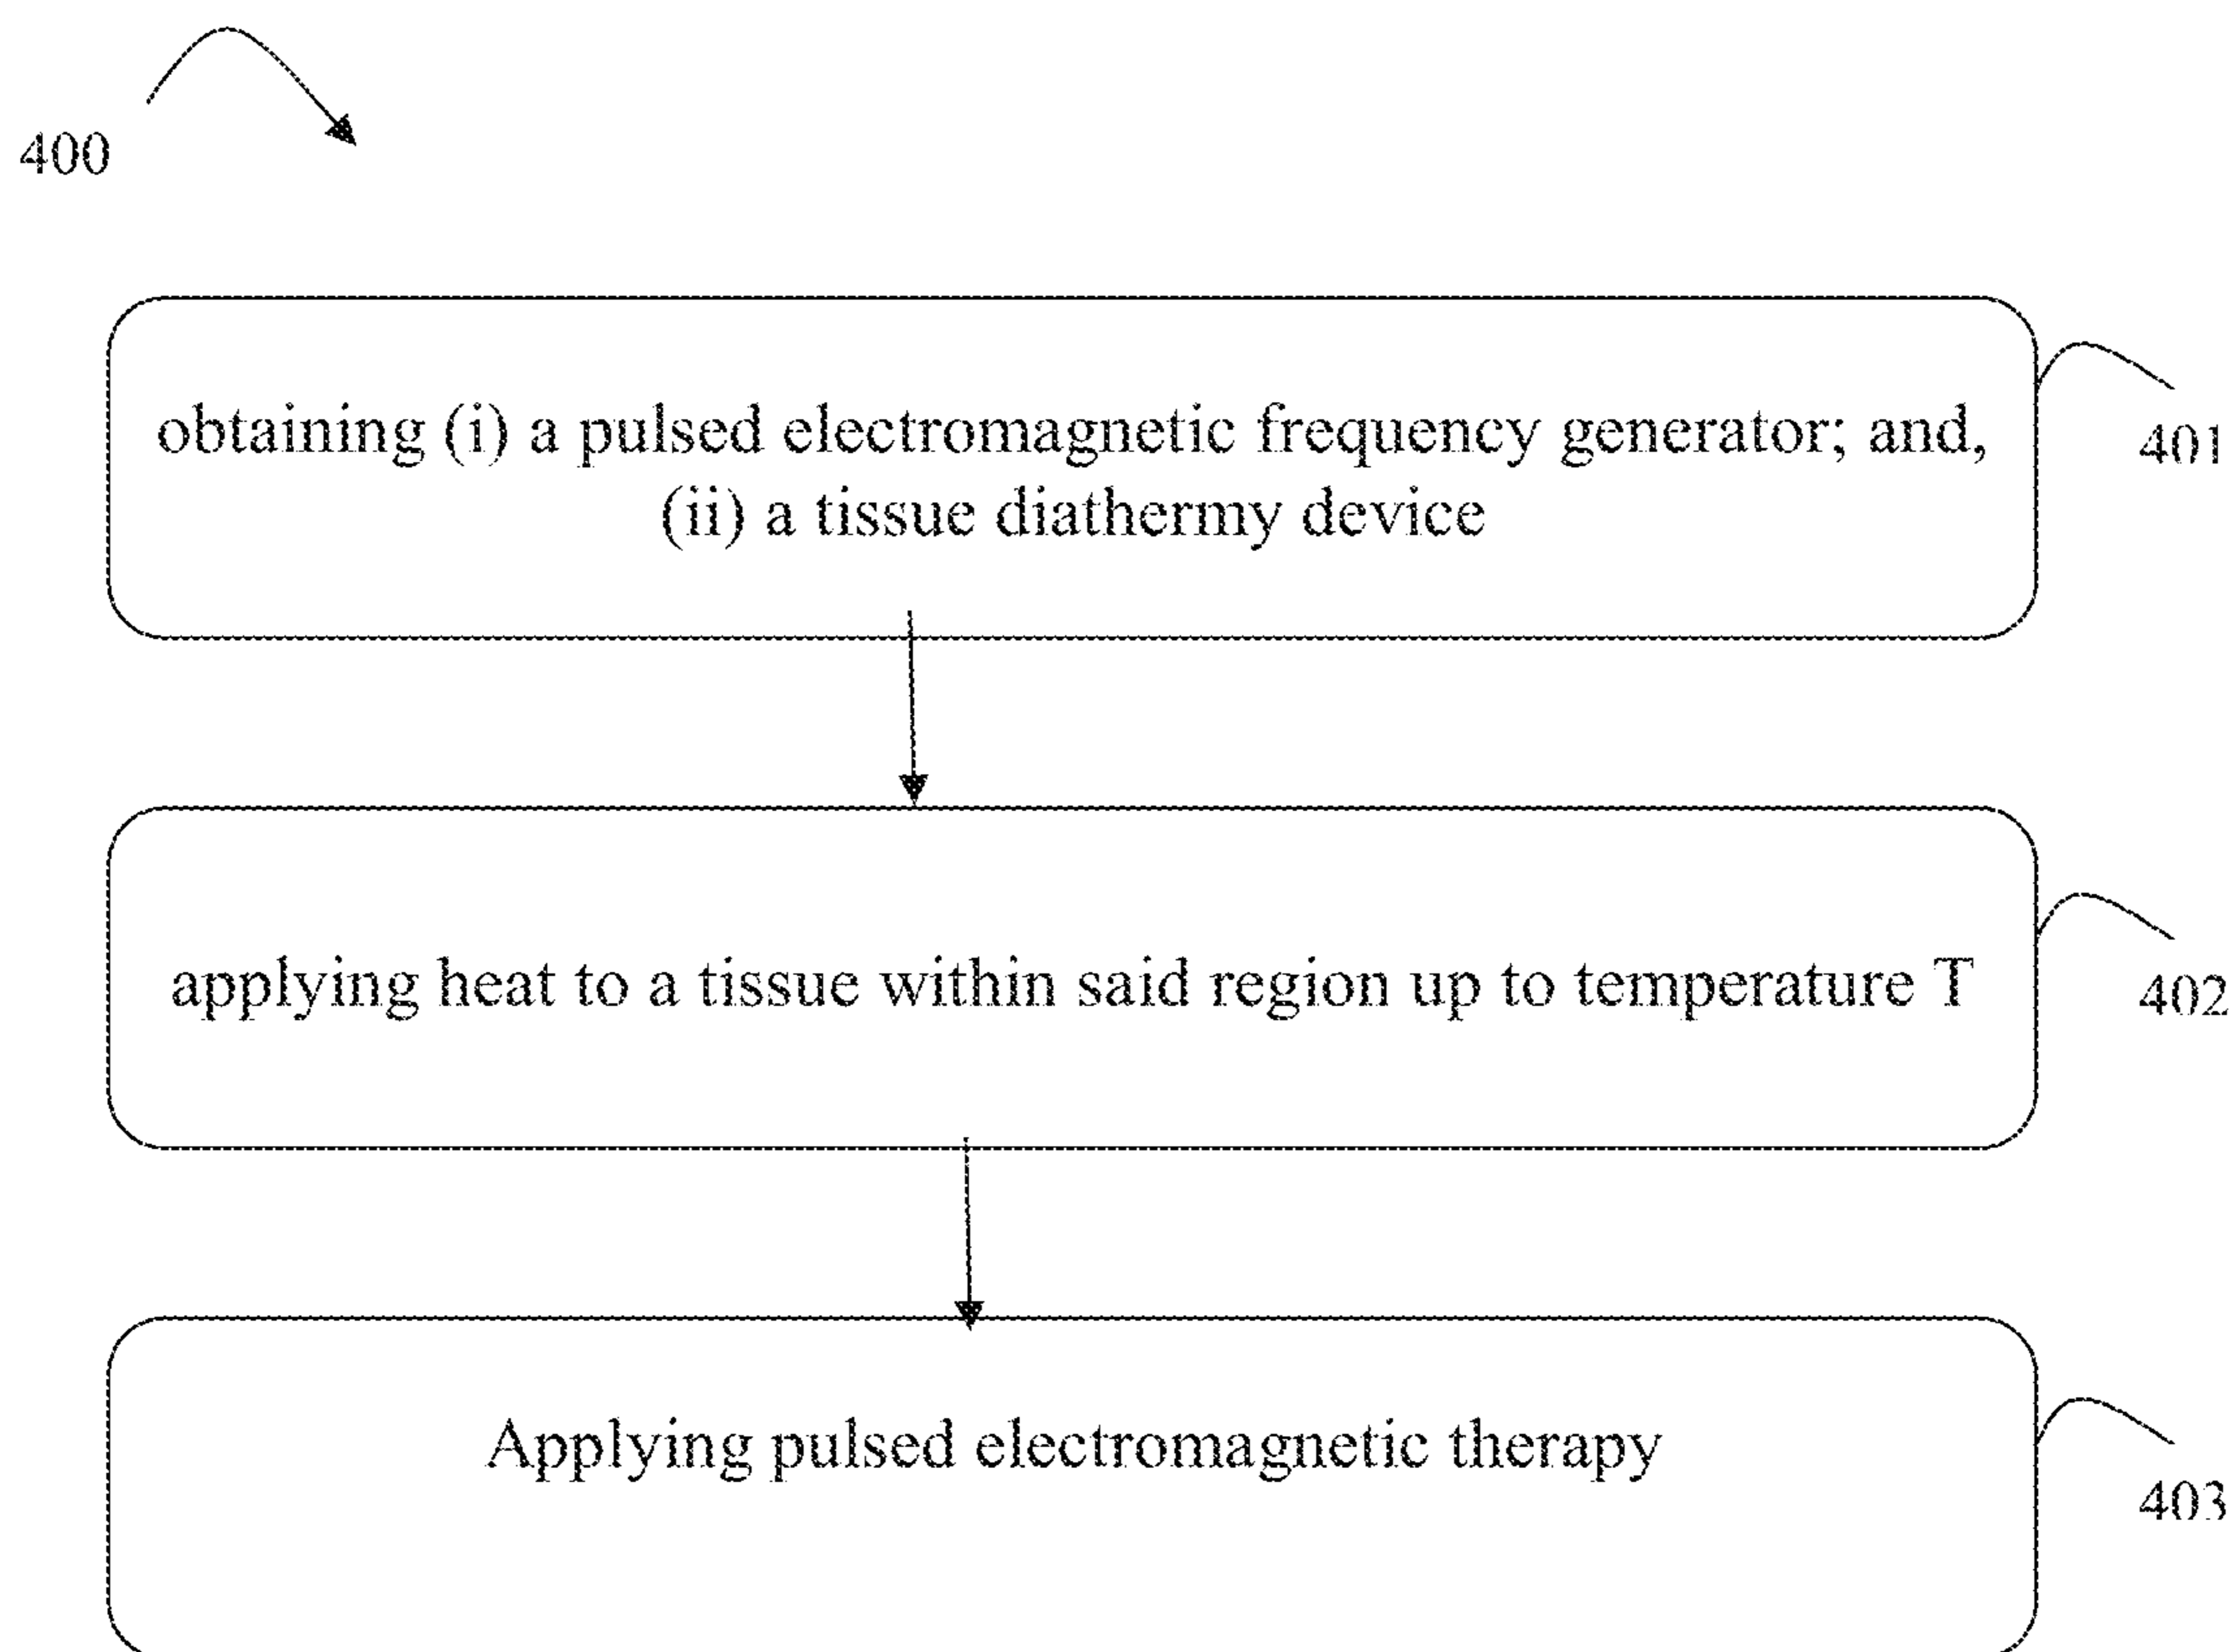 400
obtaining (i) a pulsed electromagnetic frequency generator; and,
(ii) a tissue diathermy device
401
applying heat to a tissue within said region up to temperature T
402
Applying pulsed electromagnetic therapy
403